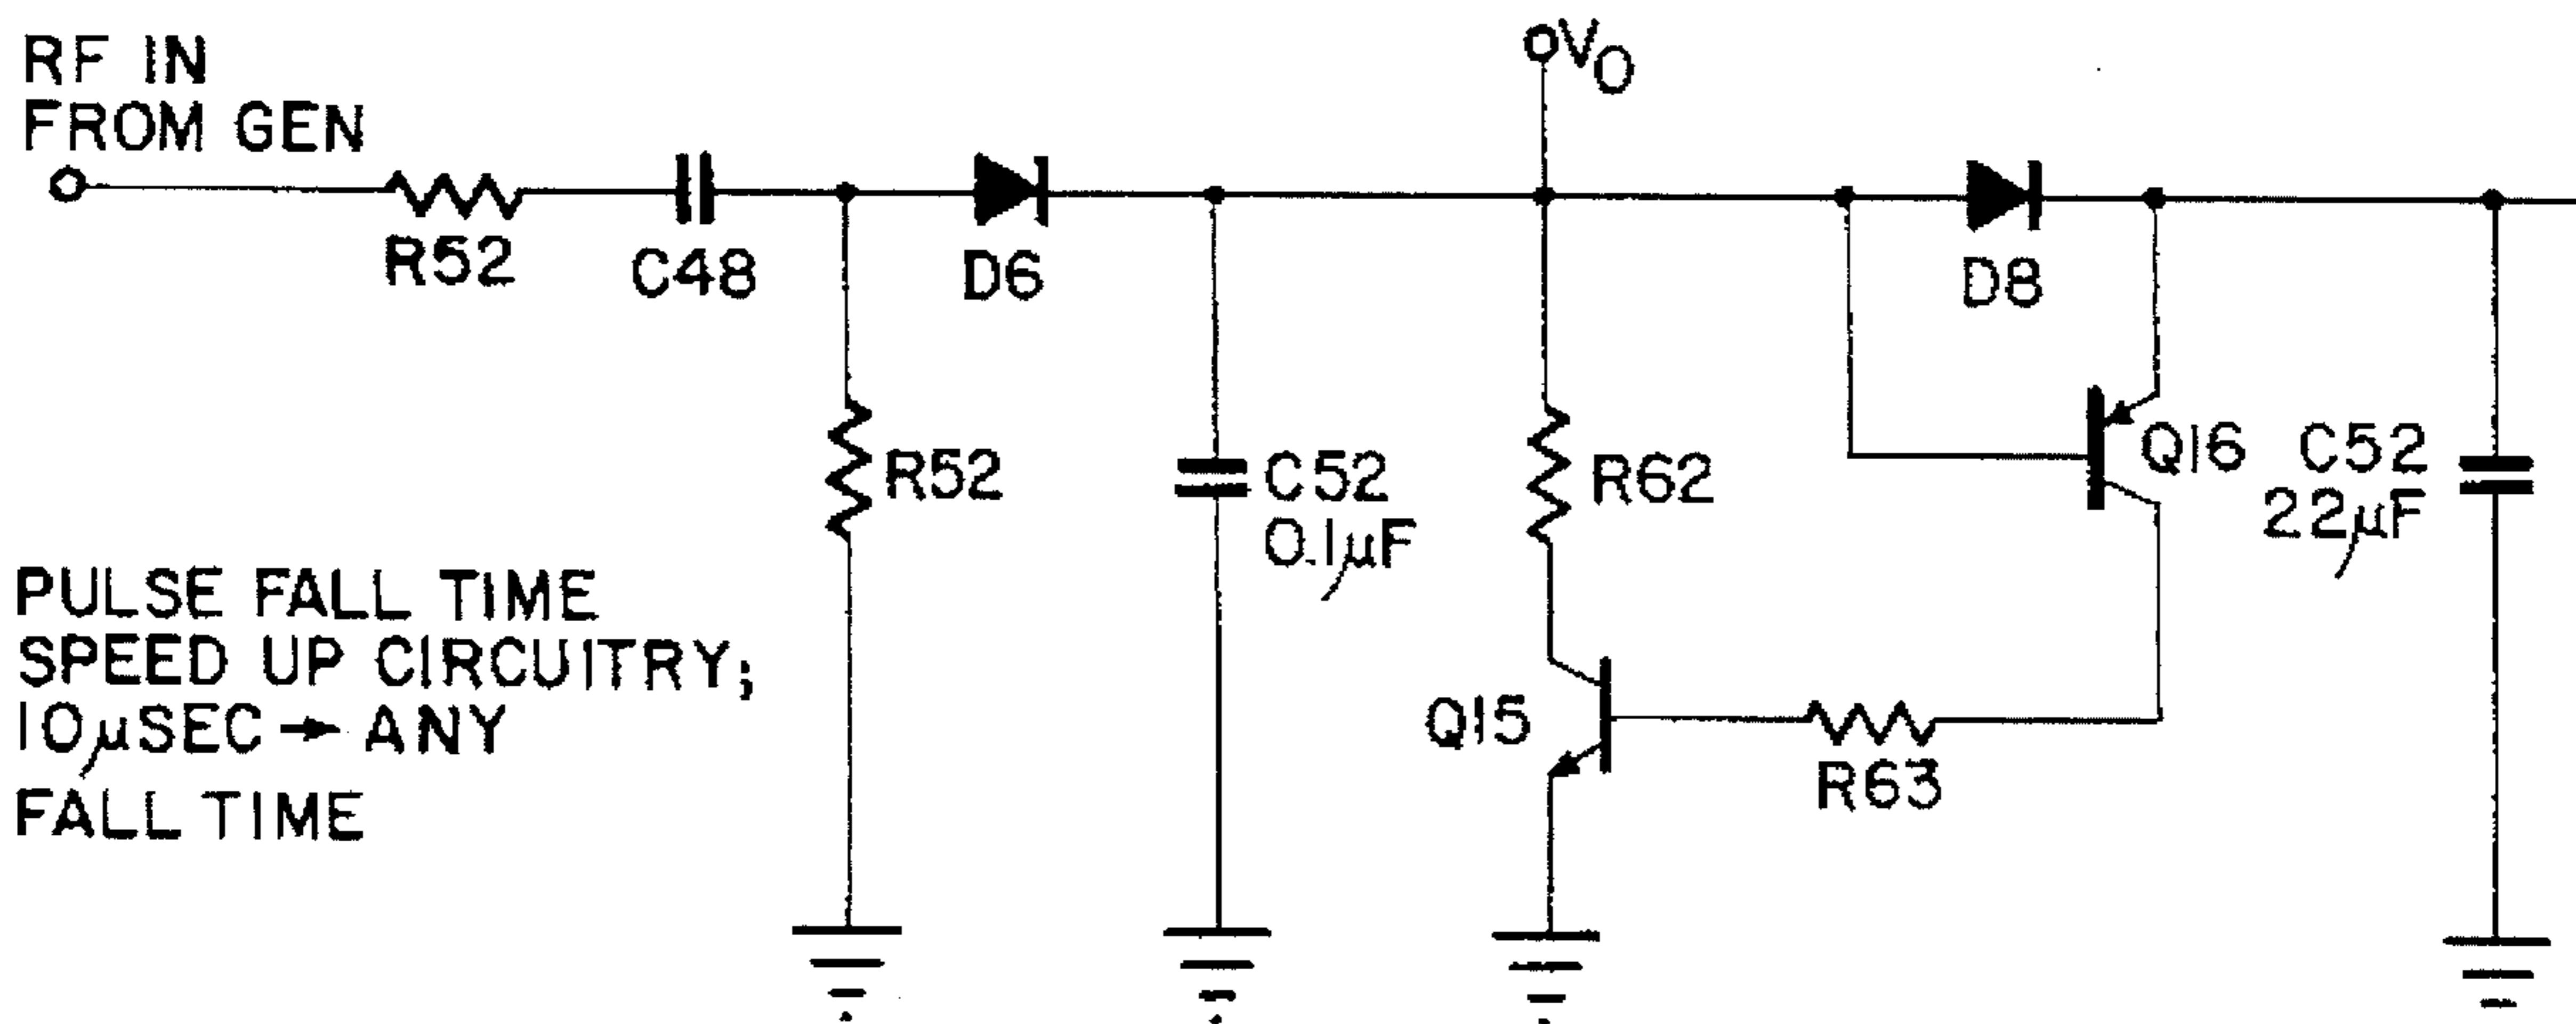 RF IN
FROM GEN
VO
R52
C48
D6
D8
R52
C52
0.1µF
R62
Q16
C52
22µF
Q15
R63
PULSE FALL TIME
SPEED UP CIRCUITRY;
10µSEC → ANY
FALL TIME